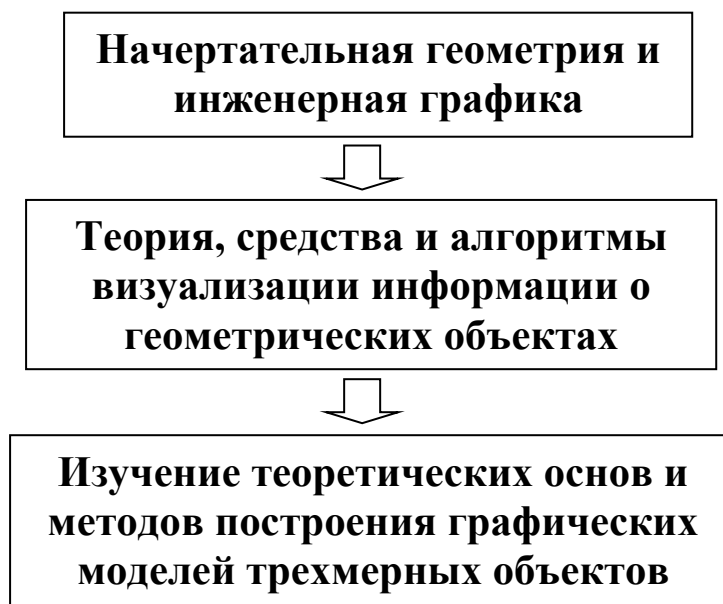 Начертательная геометрия и
инженерная графика
Теория, средства и алгоритмы
визуализации информации о
геометрических объектах
Изучение теоретических основ и
методов построения графических
моделей трехмерных объектов